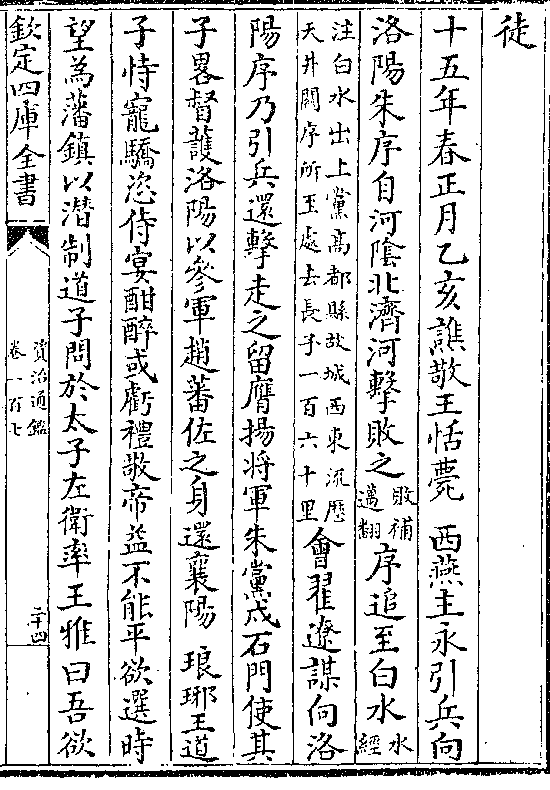 徒
十五年春正月乙亥譙敬王恬薨　西燕主永引兵向
洛陽朱序自河隂北濟河擊敗之敗補邁翻序追至白水水經
注白水出上黨高都縣故城西東流歴天井闗序所至處去長子一百六十里會翟遼謀向洛
陽序乃引兵還擊走之留鷹揚將軍朱黨戍石門使其
子畧督䕶洛陽以參軍趙蕃佐之身還襄陽　琅琊王道
子恃寵驕恣侍宴酣醉或虧禮敬帝益不能平欲選時
望為藩鎮以潛制道子問於太子左衛率王雅曰吾欲
欽定四庫全書
資治通鑑
卷一百七
二十四